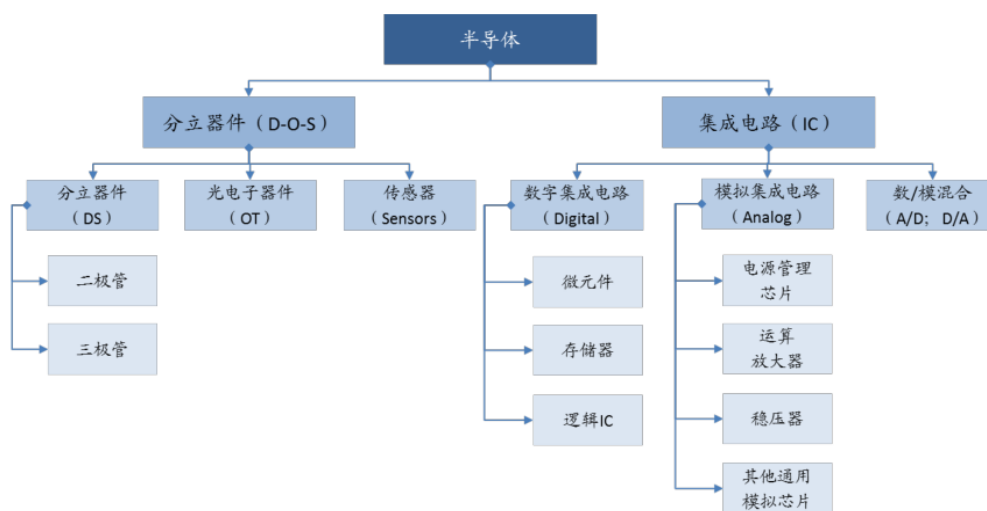 半导体
分立器件（D-O-S）
集成电路（IC）
分立器件
（DS）
光电子器件
（OT）
传感器
（Sensors）
数字集成电路
（Digital）
模拟集成电路
（Analog）
数/模混合
（A/D；D/A）
二极管
三极管
微元件
存储器
逻辑IC
电源管理
芯片
运算
放大器
稳压器
其他通用
模拟芯片